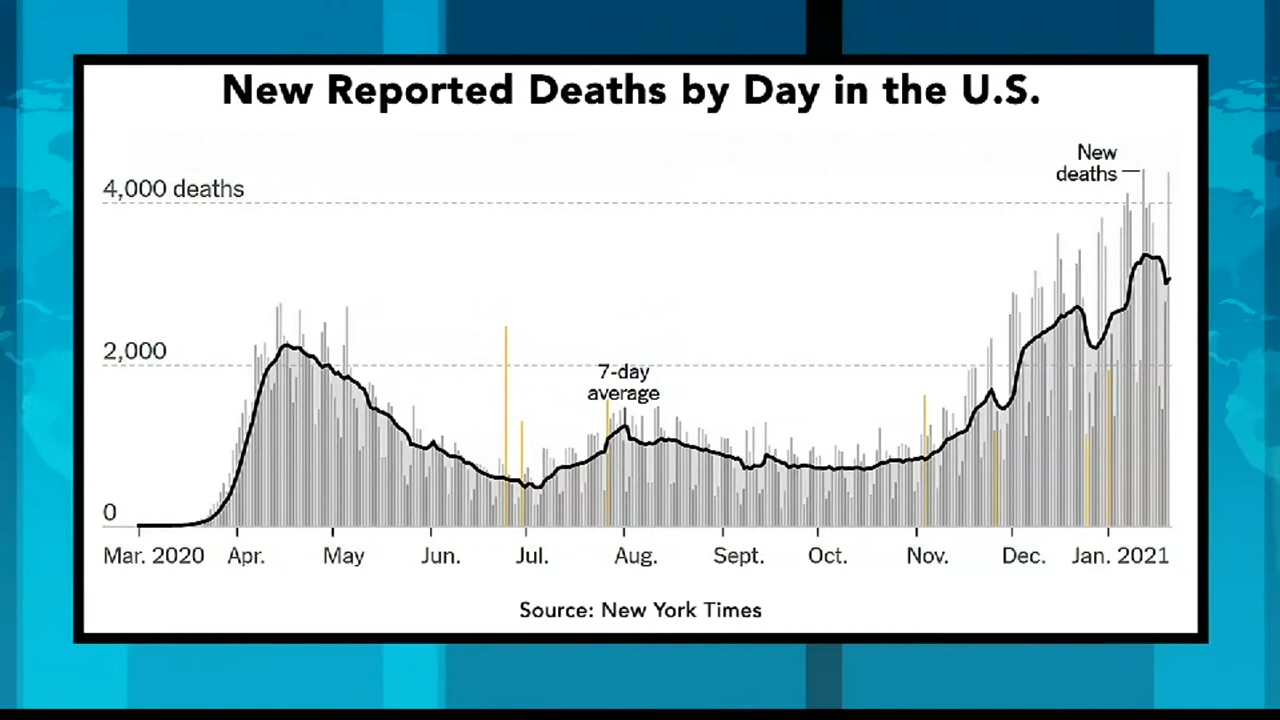 New Reported Deaths by Day in the U.S.
New
deaths
4,000 deaths
2,000
7-day
average
0
Mar. 2020 Apr. May Jun. Jul. Aug. Sept. Oct. Nov. Dec. Jan. 2021
Source: New York Times